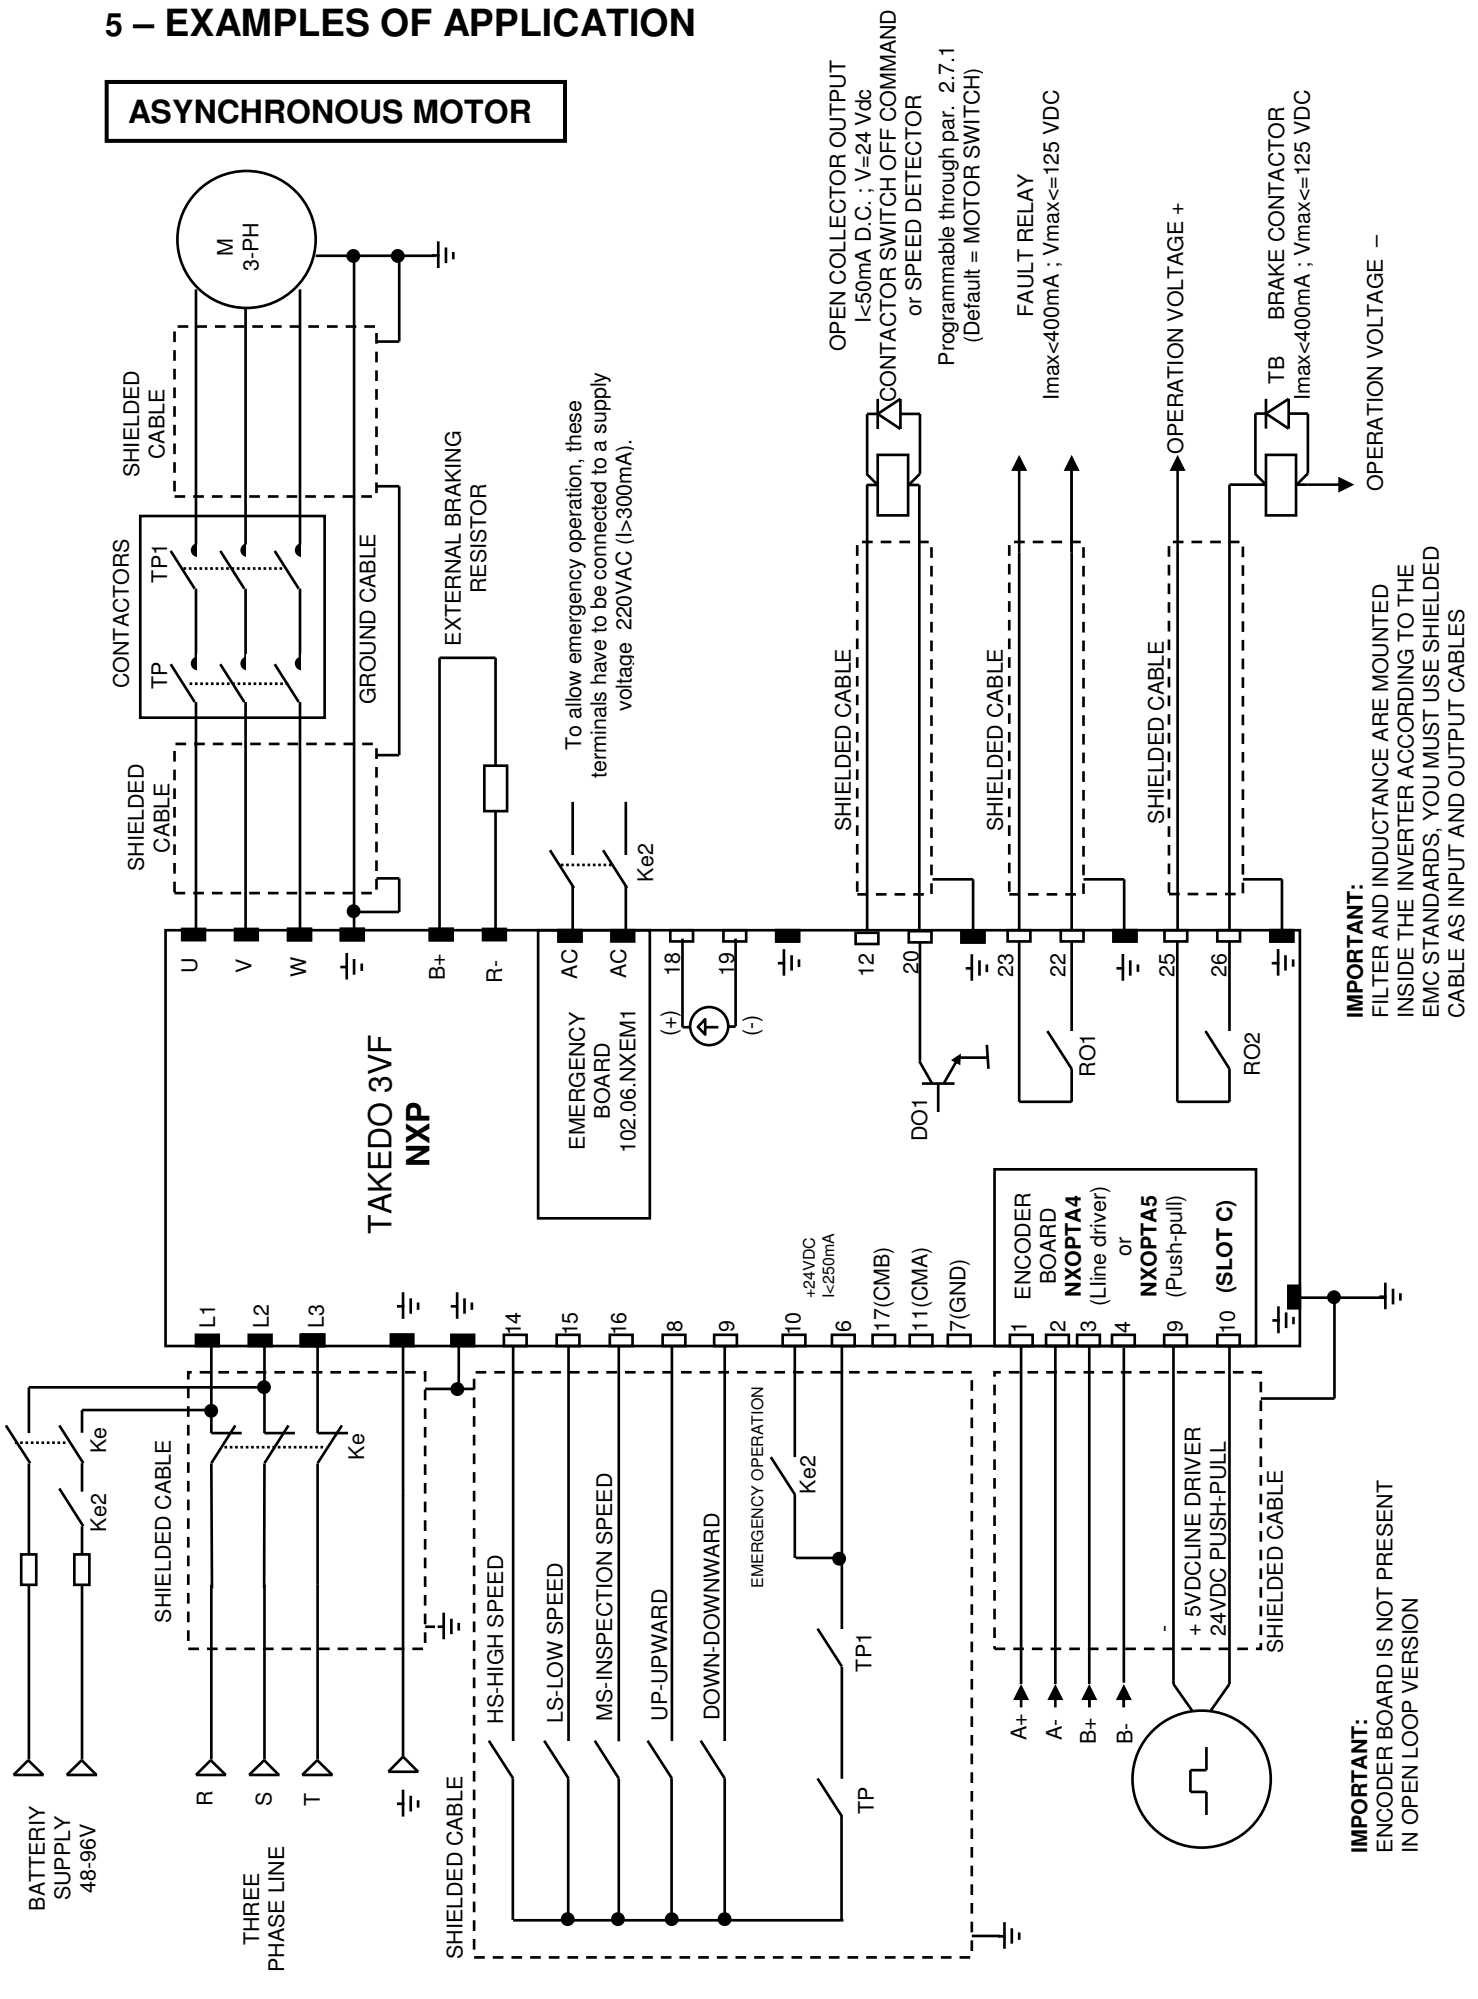 5 – EXAMPLES OF APPLICATION
ASYNCHRONOUS MOTOR
BATTERIY
SUPPLY
48-96V
THREE
PHASE LINE
R
S
T
Ke2
Ke
Ke
SHIELDED CABLE
L1
L2
L3
SHIELDED CABLE
HS-HIGH SPEED
LS-LOW SPEED
MS-INSPECTION SPEED
UP-UPWARD
DOWN-DOWNWARD
EMERGENCY OPERATION
Ke2
TP
TP1
14
15
16
8
9
10
+24VDC
I<250mA
6
17(CMB)
11(CMA)
7(GND)
A+
A-
B+
B-
-
+ 5VDCLINE DRIVER
24VDC PUSH-PULL
SHIELDED CABLE
1
2
3
4
9
10
ENCODER
BOARD
NXOPTA4
(Lline driver)
or
NXOPTA5
(Push-pull)
(SLOT C)
IMPORTANT:
ENCODER BOARD IS NOT PRESENT
IN OPEN LOOP VERSION
TAKEDO 3VF
NXP
EMERGENCY
BOARD
102.06.NXEM1
U
V
W
B+
R-
AC
AC
18
19
(+)
(-)
12
20
DO1
23
22
RO1
25
26
RO2
SHIELDED
CABLE
CONTACTORS
TP
TP1
SHIELDED
CABLE
GROUND CABLE
M
3-PH
EXTERNAL BRAKING
RESISTOR
Ke2
To allow emergency operation, these
terminals have to be connected to a supply
voltage 220VAC (I>300mA).
SHIELDED CABLE
OPEN COLLECTOR OUTPUT
I<50mA D.C. ; V=24 Vdc
CONTACTOR SWITCH OFF COMMAND
or SPEED DETECTOR
Programmable through par. 2.7.1
(Default = MOTOR SWITCH)
SHIELDED CABLE
FAULT RELAY
Imax<400mA ; Vmax<=125 VDC
SHIELDED CABLE
OPERATION VOLTAGE +
TB BRAKE CONTACTOR
Imax<400mA ; Vmax<=125 VDC
OPERATION VOLTAGE –
IMPORTANT:
FILTER AND INDUCTANCE ARE MOUNTED
INSIDE THE INVERTER ACCORDING TO THE
EMC STANDARDS, YOU MUST USE SHIELDED
CABLE AS INPUT AND OUTPUT CABLES